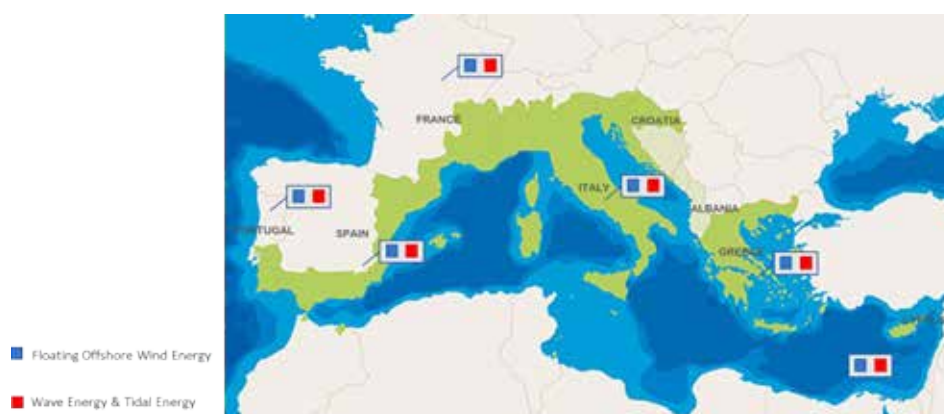 FRANCE
CROATIA
ITALY
ALBANIA
PORTUGAL
SPAIN
GREECE
Floating Offshore Wind Energy
Wave Energy & Tidal Energy